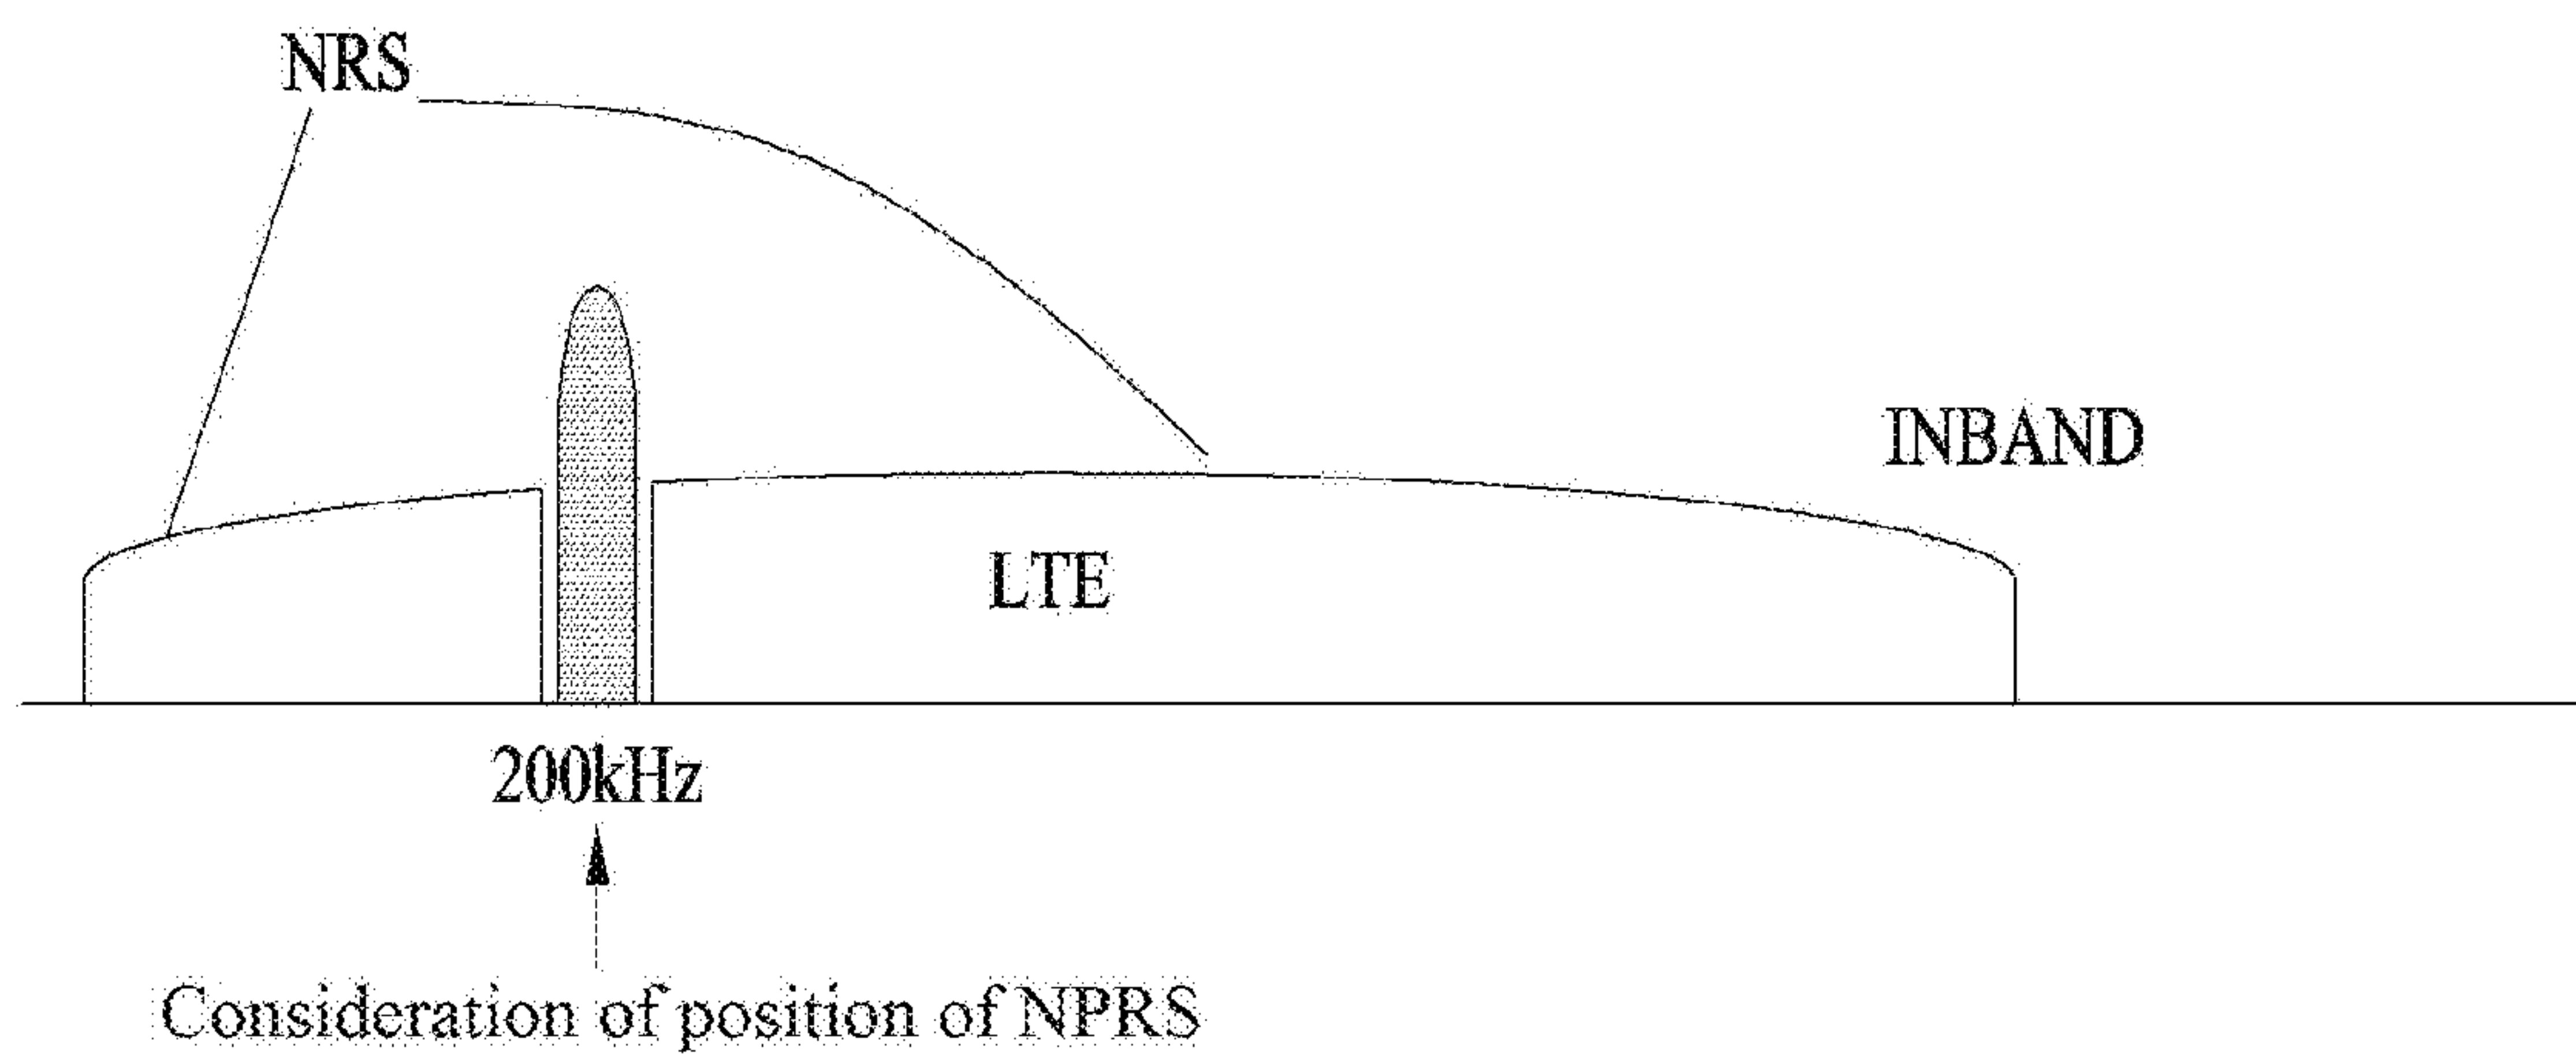 NRS
INBAND
LTE
200kHz
Consideration of position of NPRS